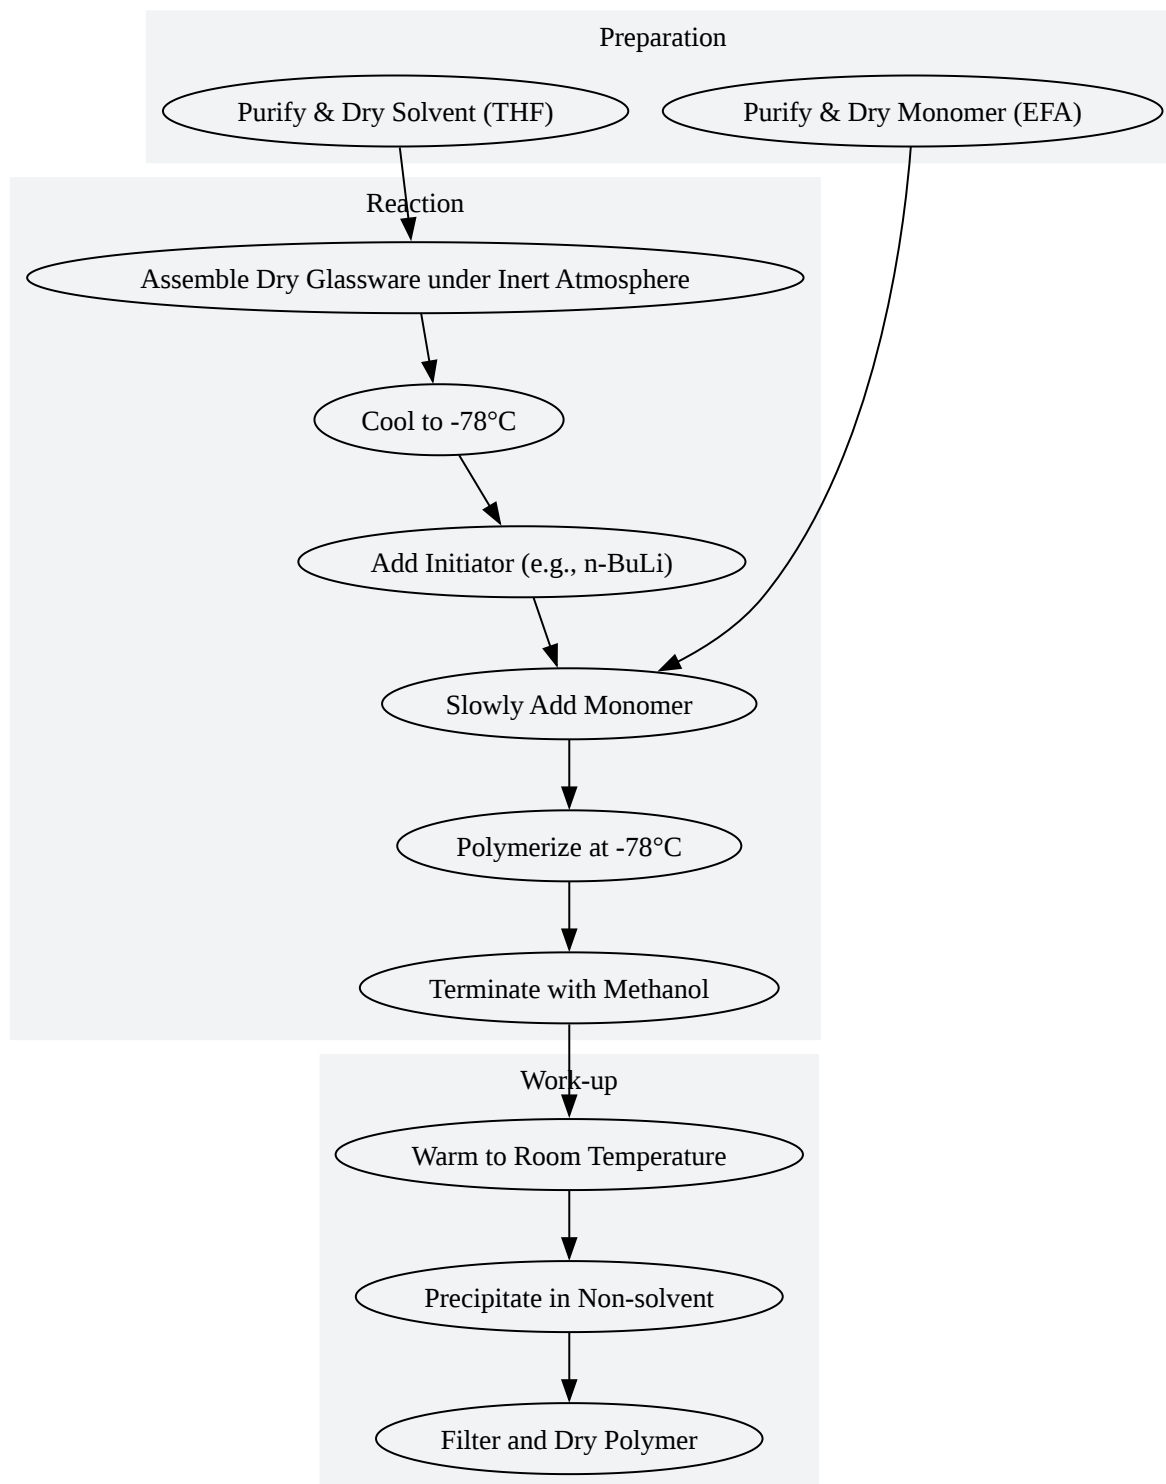 Preparation
Purify & Dry Solvent (THF)
Purify & Dry Monomer (EFA)
Reaction
Assemble Dry Glassware under Inert Atmosphere
Cool to -78°C
Add Initiator (e.g., n-BuLi)
Slowly Add Monomer
Polymerize at -78°C
Terminate with Methanol
Work-up
Warm to Room Temperature
Precipitate in Non-solvent
Filter and Dry Polymer